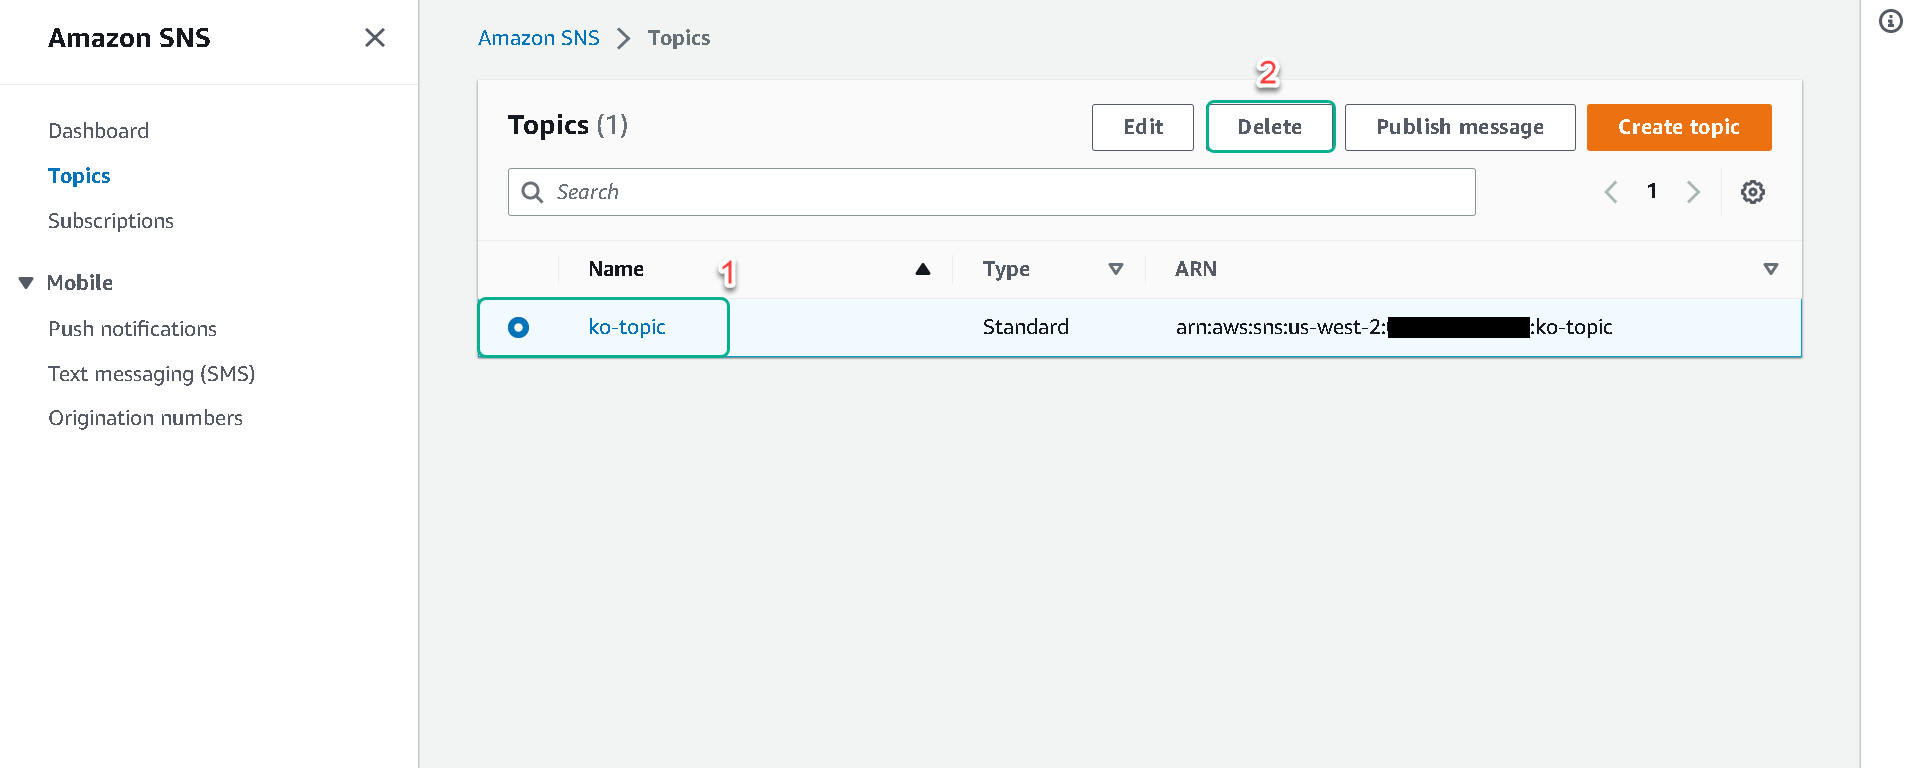 Amazon SNS
Dashboard
Topics
Subscriptions
Mobile
Push notifications
Text messaging (SMS)
Origination numbers
Amazon SNS Topics
2
Topics (1)
Edit Delete Publish message Create topic
Search
1
Name Type ARN
1
ko-topic Standard arn:aws:sns:us-west-2: :ko-topic